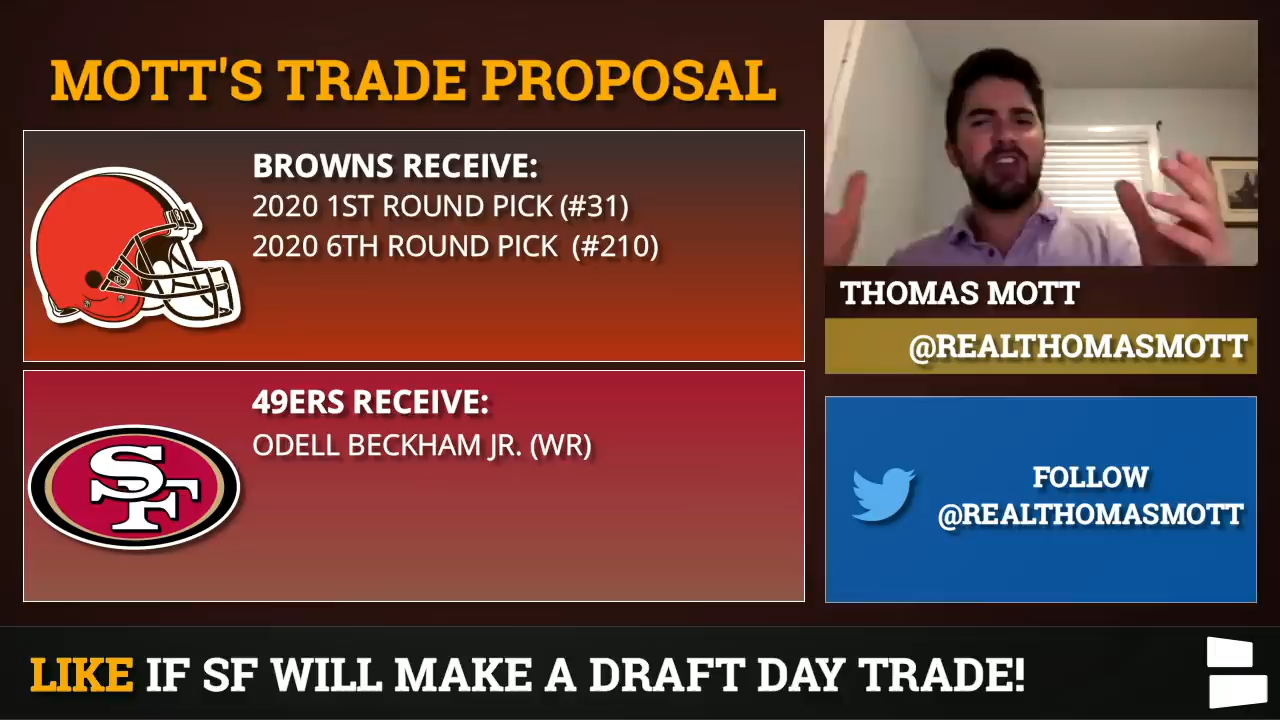 MOTT'S TRADE PROPOSAL
BROWNS RECEIVE:
2020 1ST ROUND PICK (#31)
2020 6TH ROUND PICK (#210)
49ERS RECEIVE:
ODELL BECKHAM JR. (WR)
SF
THOMAS MOTT
@REALTHOMASMOTT
FOLLOW
@REALTHOMASMOTT
LIKE IF SF WILL MAKE A DRAFT DAY TRADE!